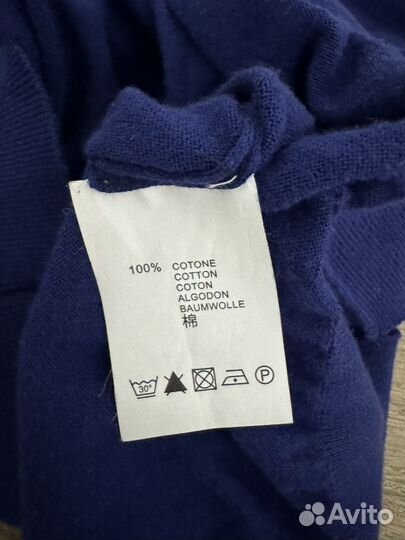 100% COTONE
COTTON
COTON
ALGODON
BAUMWOLLE
棉
30° P
Avito